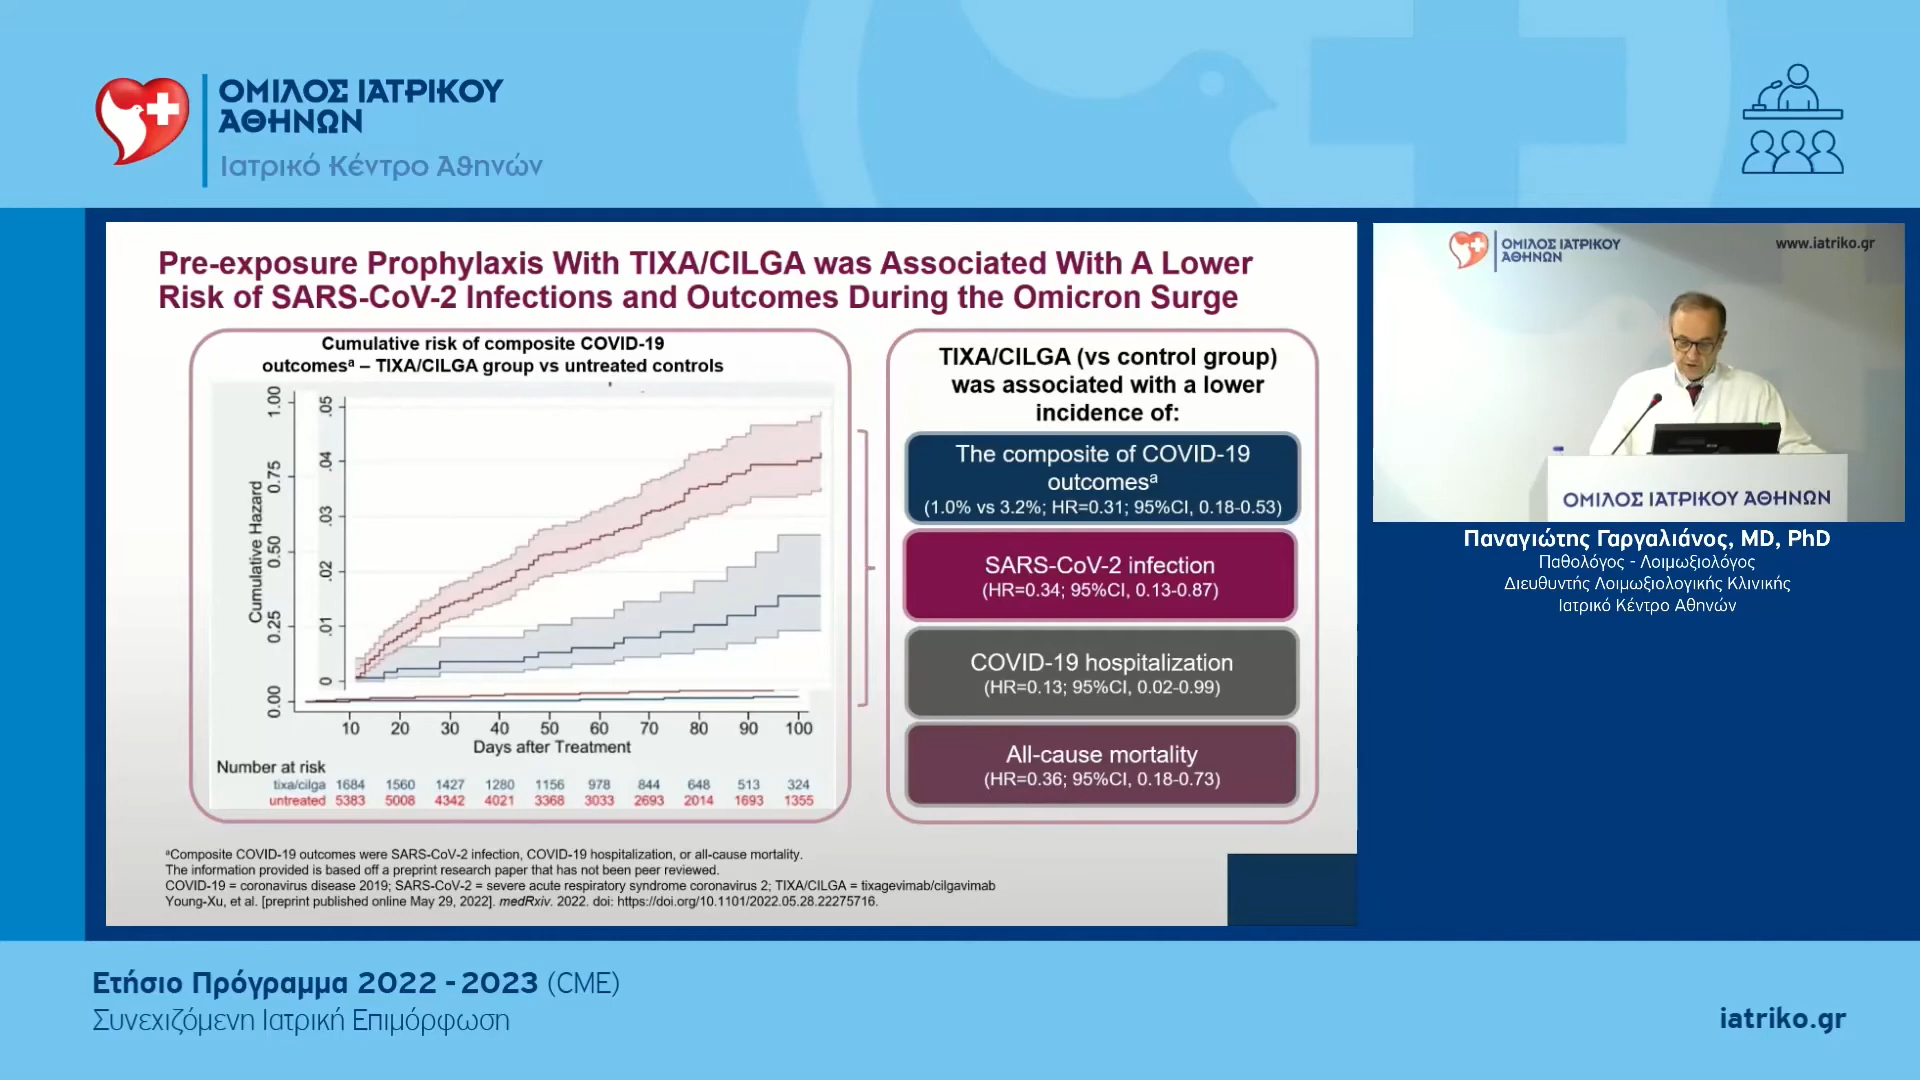 ΟΜΙΛΟΣ ΙΑΤΡΙΚΟΥ
ΑΘΗΝΩΝ
Ιατρικό Κέντρο Αθηνών
Pre-exposure Prophylaxis With TIXA/CILGA was Associated With A Lower
Risk of SARS-CoV-2 Infections and Outcomes During the Omicron Surge
Cumulative risk of composite COVID-19
outcomesᵃ – TIXA/CILGA group vs untreated controls
Cumulative Hazard
1.00
0.75
0.50
0.25
0.00
.05
.04
.03
.02
.01
0
10 20 30 40 50 60 70 80 90 100
Days after Treatment
Number at risk
tixa/cilga 1684 1560 1427 1280 1156 978 844 648 513 324
untreated 5383 5008 4342 4021 3368 3033 2693 2014 1693 1355
TIXA/CILGA (vs control group)
was associated with a lower
incidence of:
The composite of COVID-19
outcomesᵃ
(1.0% vs 3.2%; HR=0.31; 95%CI, 0.18-0.53)
SARS-CoV-2 infection
(HR=0.34; 95%CI, 0.13-0.87)
COVID-19 hospitalization
(HR=0.13; 95%CI, 0.02-0.99)
All-cause mortality
(HR=0.36; 95%CI, 0.18-0.73)
ᵃComposite COVID-19 outcomes were SARS-CoV-2 infection, COVID-19 hospitalization, or all-cause mortality.
The information provided is based off a preprint research paper that has not been peer reviewed.
COVID-19 = coronavirus disease 2019; SARS-CoV-2 = severe acute respiratory syndrome coronavirus 2; TIXA/CILGA = tixagevimab/cilgavimab
Young-Xu, et al. [preprint published online May 29, 2022]. medRxiv. 2022. doi: https://doi.org/10.1101/2022.05.28.22275716.
ΟΜΙΛΟΣ ΙΑΤΡΙΚΟΥ
ΑΘΗΝΩΝ
www.iatriko.gr
ΟΜΙΛΟΣ ΙΑΤΡΙΚΟΥ ΑΘΗΝΩΝ
Παναγιώτης Γαργαλιάνος, MD, PhD
Παθολόγος - Λοιμωξιολόγος
Διευθυντής Λοιμωξιολογικής Κλινικής
Ιατρικό Κέντρο Αθηνών
Ετήσιο Πρόγραμμα 2022 - 2023 (CME)
Συνεχιζόμενη Ιατρική Επιμόρφωση
iatriko.gr